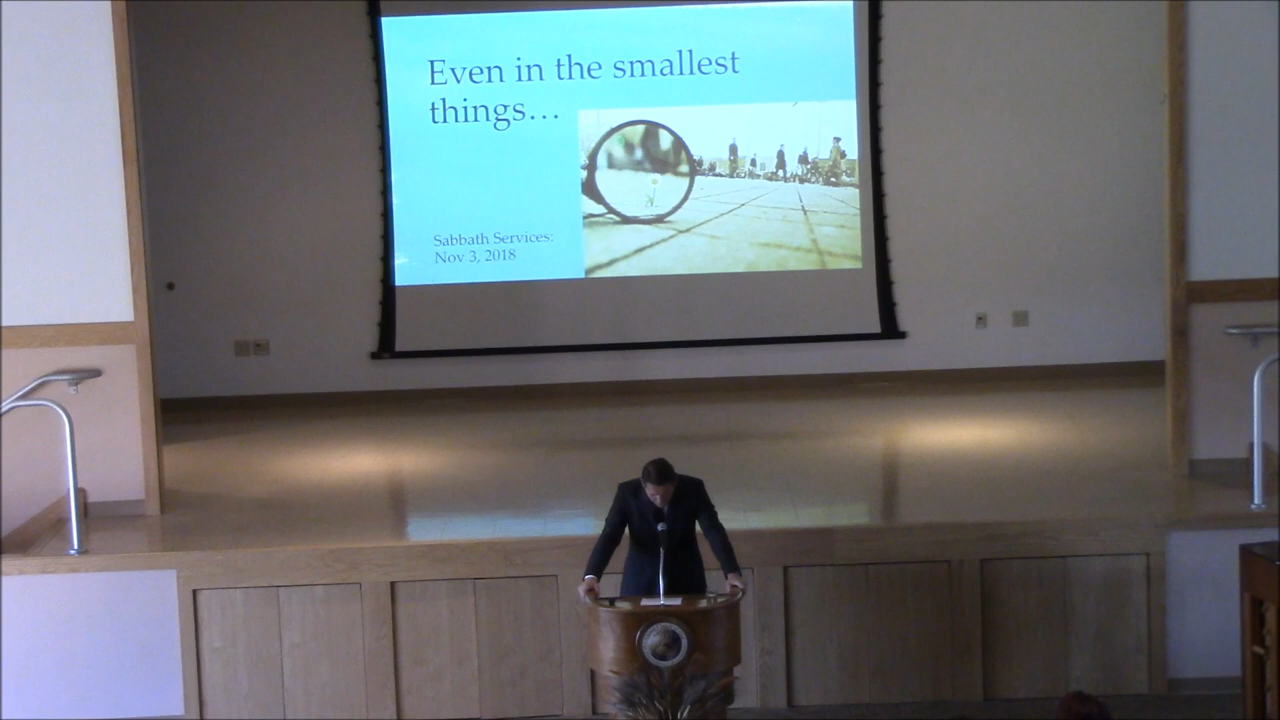 Even in the smallest
things…
Sabbath Services:
Nov 3, 2018